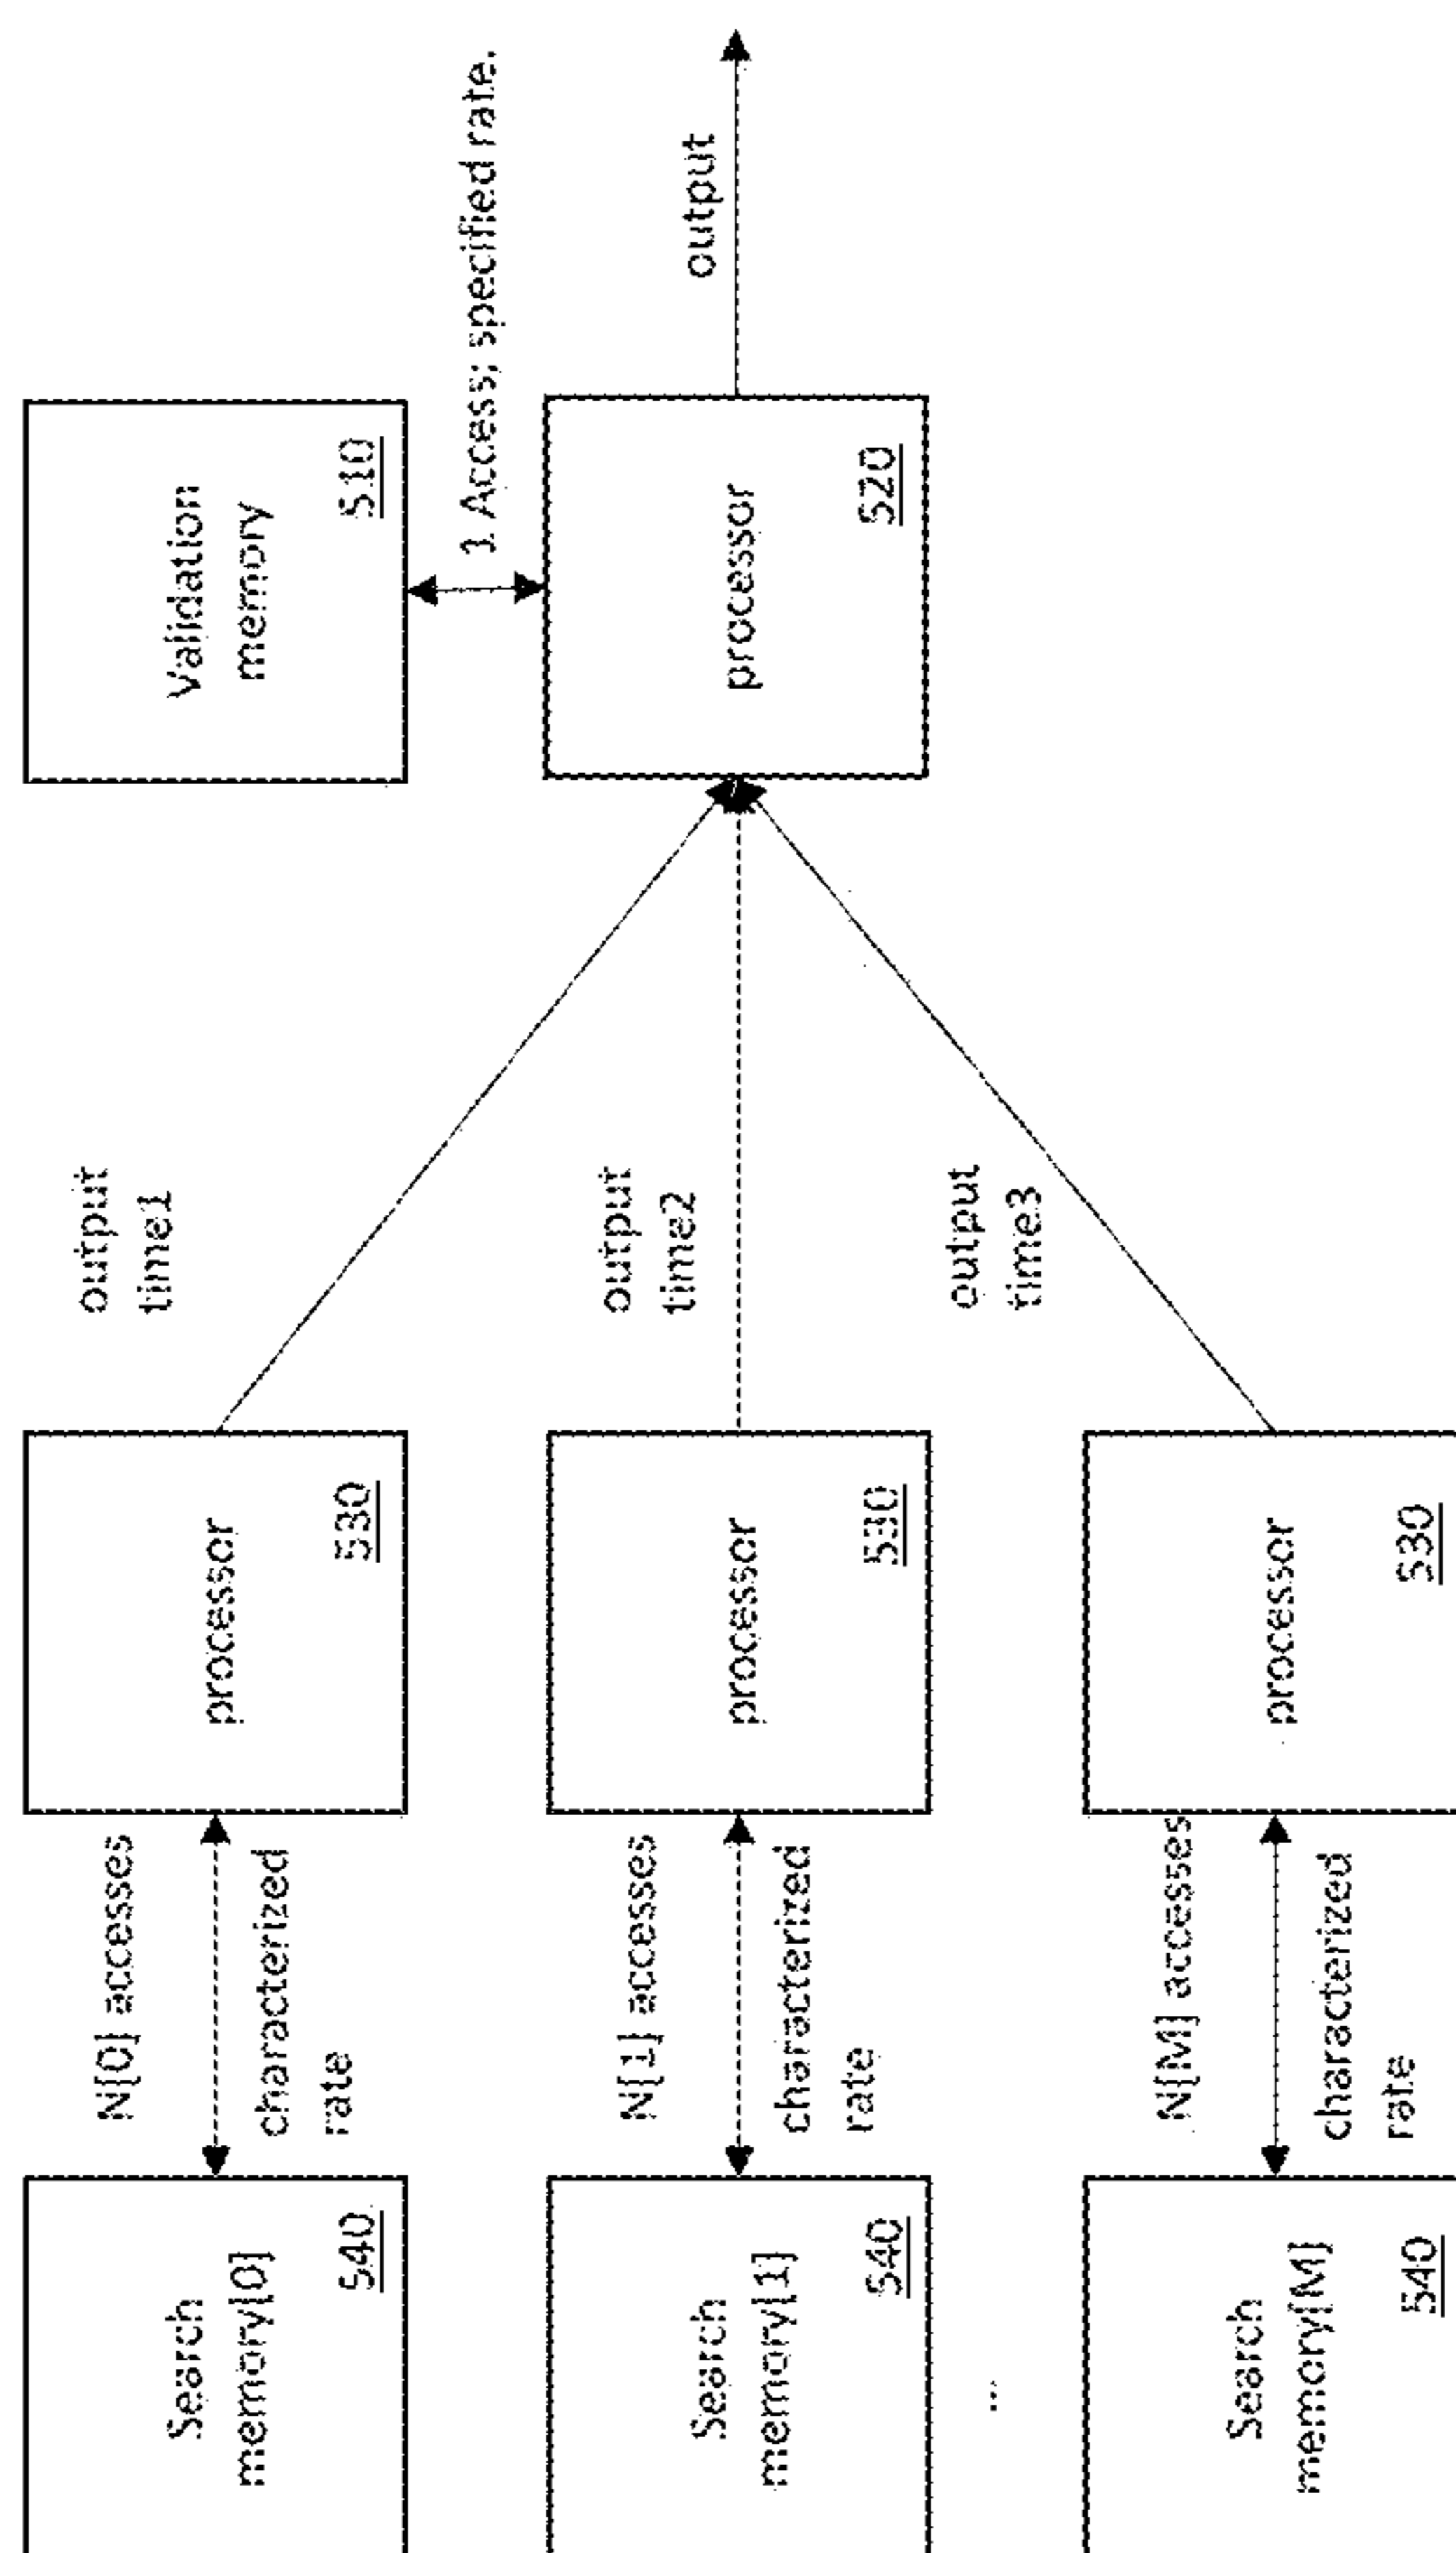 Search
memory[0]
540
N[0] accesses
characterized
rate
processor
530
output
time1
Validation
memory
510
1 Access; specified rate.
Search
memory[1]
540
N[1] accesses
characterized
rate
processor
530
output
time2
processor
520
output
...
Search
memory[M]
540
N[M] accesses
characterized
rate
processor
530
output
time3